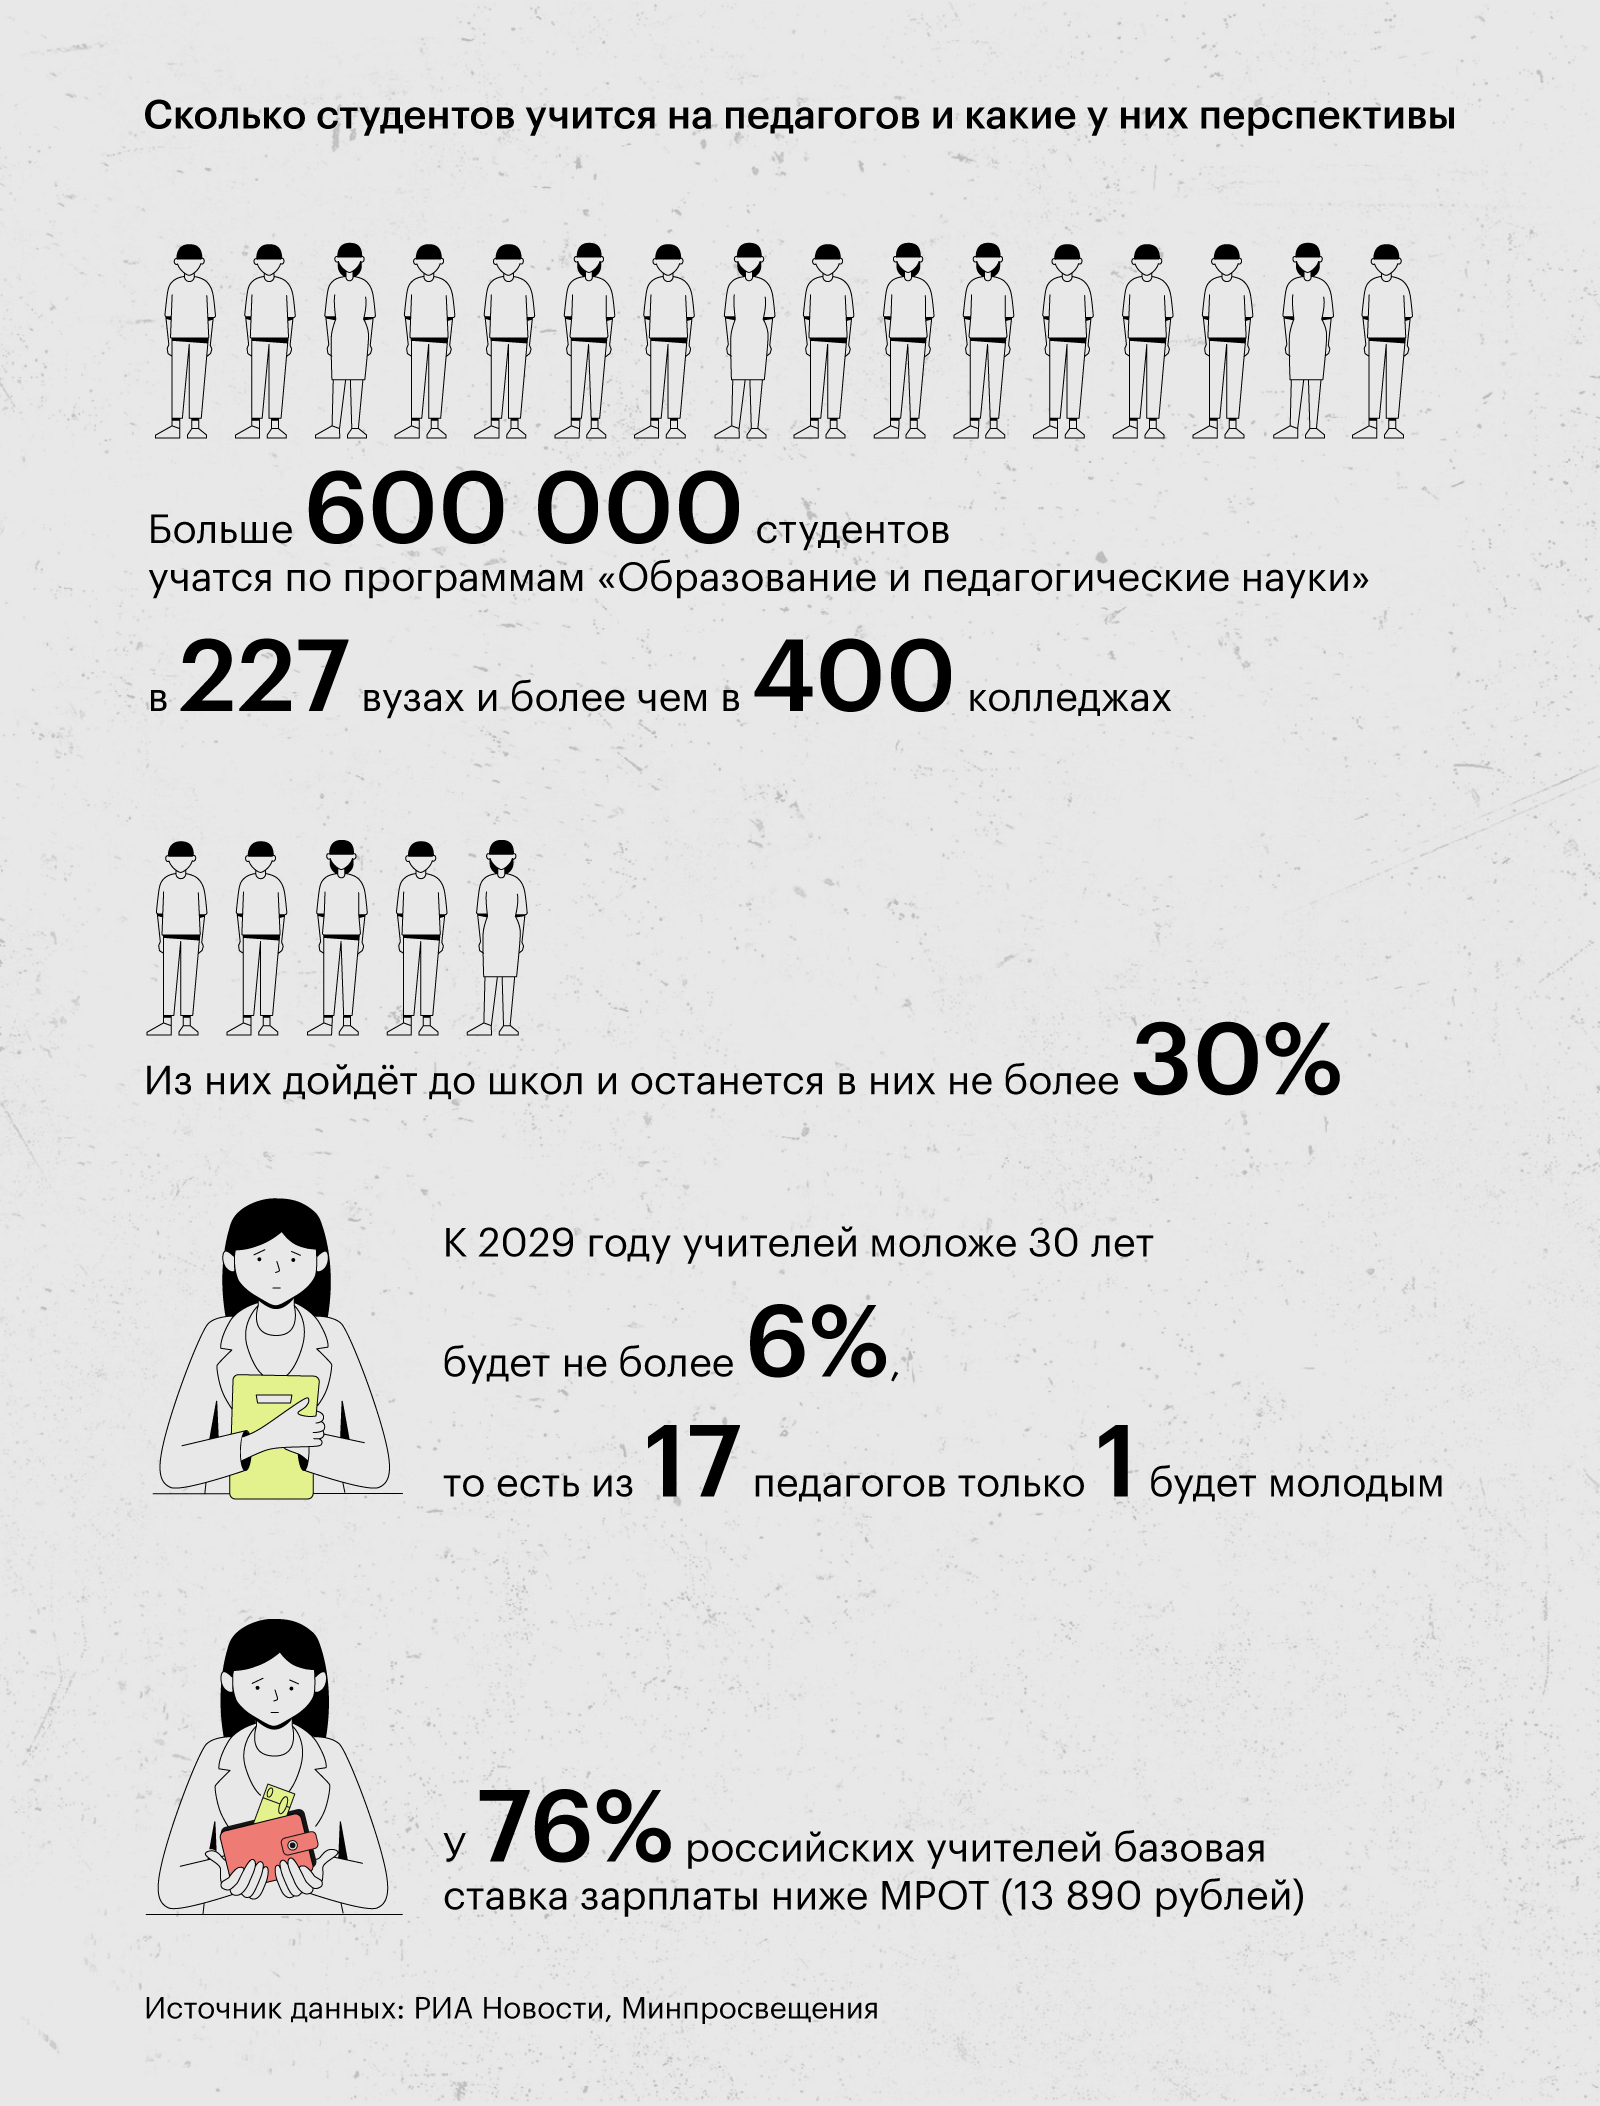 Сколько студентов учится на педагогов и какие у них перспективы
Больше 600 000 студентов
учатся по программам «Образование и педагогические науки»
в 227 вузах и более чем в 400 колледжах
Из них дойдёт до школ и останется в них не более 30%
К 2029 году учителей моложе 30 лет
будет не более 6%,
то есть из 17 педагогов только 1 будет молодым
У 76% российских учителей базовая
ставка зарплаты ниже МРОТ (13 890 рублей)
Источник данных: РИА Новости, Минпросвещения